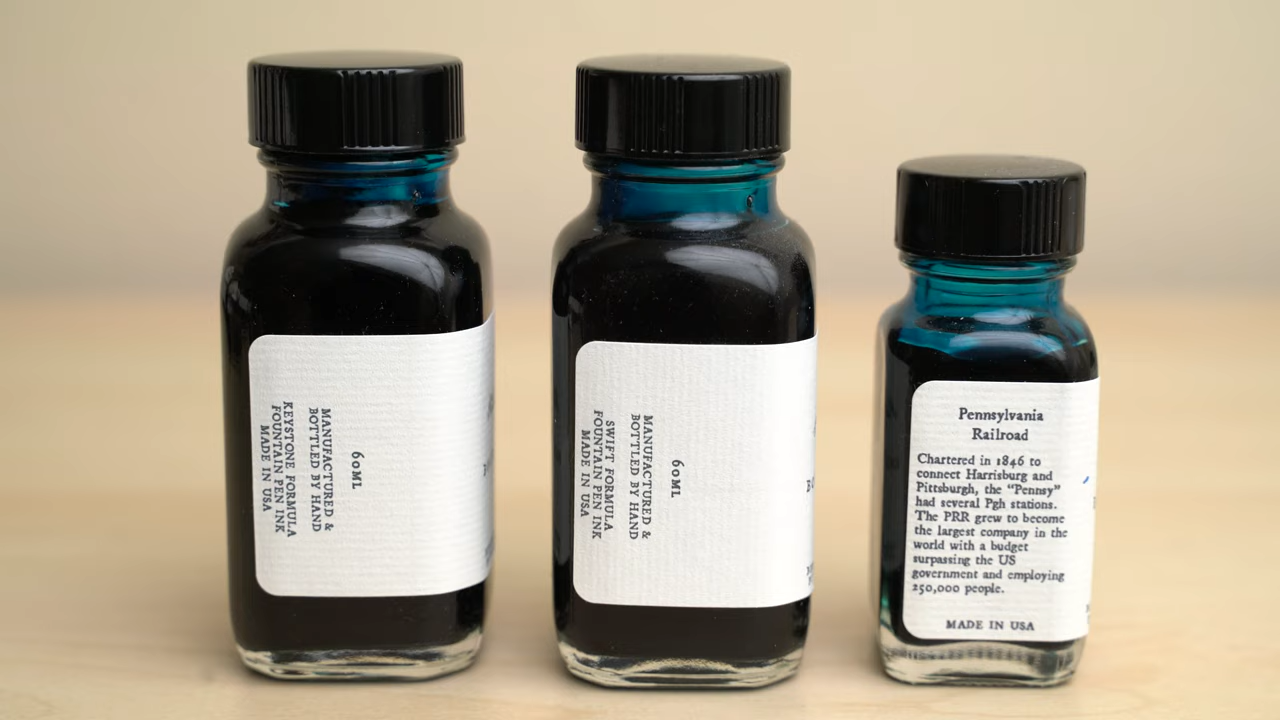 60ML
MANUFACTURED &
BOTTLED BY HAND
KEYSTONE FORMULA
FOUNTAIN PEN INK
MADE IN USA
60ML
MANUFACTURED &
BOTTLED BY HAND
SWIFT FORMULA
FOUNTAIN PEN INK
MADE IN USA
Pennsylvania
Railroad
Chartered in 1846 to
connect Harrisburg and
Pittsburgh, the “Pennsy”
had several Pgh stations.
The PRR grew to become
the largest company in the
world with a budget
surpassing the US
government and employing
250,000 people.
MADE IN USA